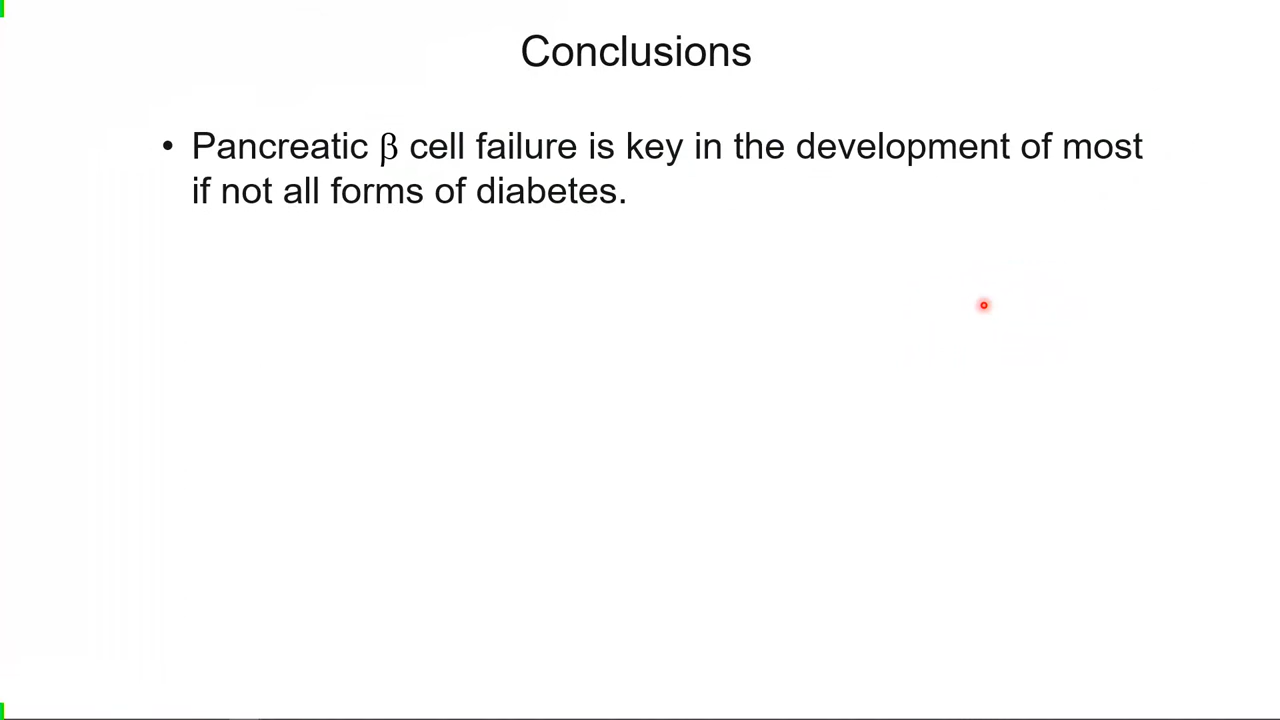 Conclusions
• Pancreatic β cell failure is key in the development of most
if not all forms of diabetes.